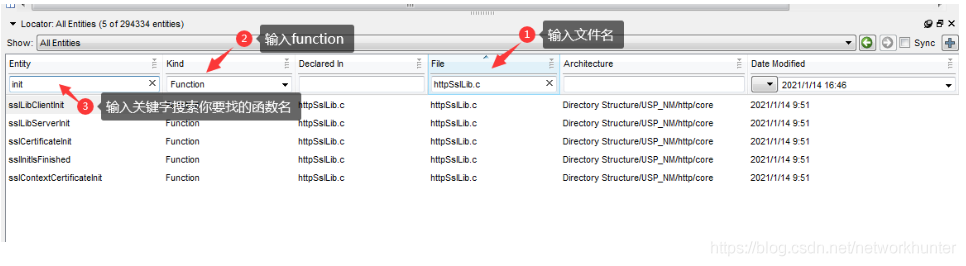 Locator: All Entities (5 of 294334 entities)
Show: All Entities
Sync
2 输入function
1 输入文件名
Entity Kind Declared In File Architecture Date Modified
init Function httpSslLib.c 2021/1/14 16:46
3 输入关键字搜索你要找的函数名
sslLibClientInit Function httpSslLib.c httpSslLib.c Directory Structure/USP_NM/http/core 2021/1/14 9:51
sslLibServerInit Function httpSslLib.c httpSslLib.c Directory Structure/USP_NM/http/core 2021/1/14 9:51
sslCertificateInit Function httpSslLib.c httpSslLib.c Directory Structure/USP_NM/http/core 2021/1/14 9:51
sslInitIsFinished Function httpSslLib.c httpSslLib.c Directory Structure/USP_NM/http/core 2021/1/14 9:51
sslContextCertificateInit Function httpSslLib.c httpSslLib.c Directory Structure/USP_NM/http/core 2021/1/14 9:51
https://blog.csdn.net/networkhunter